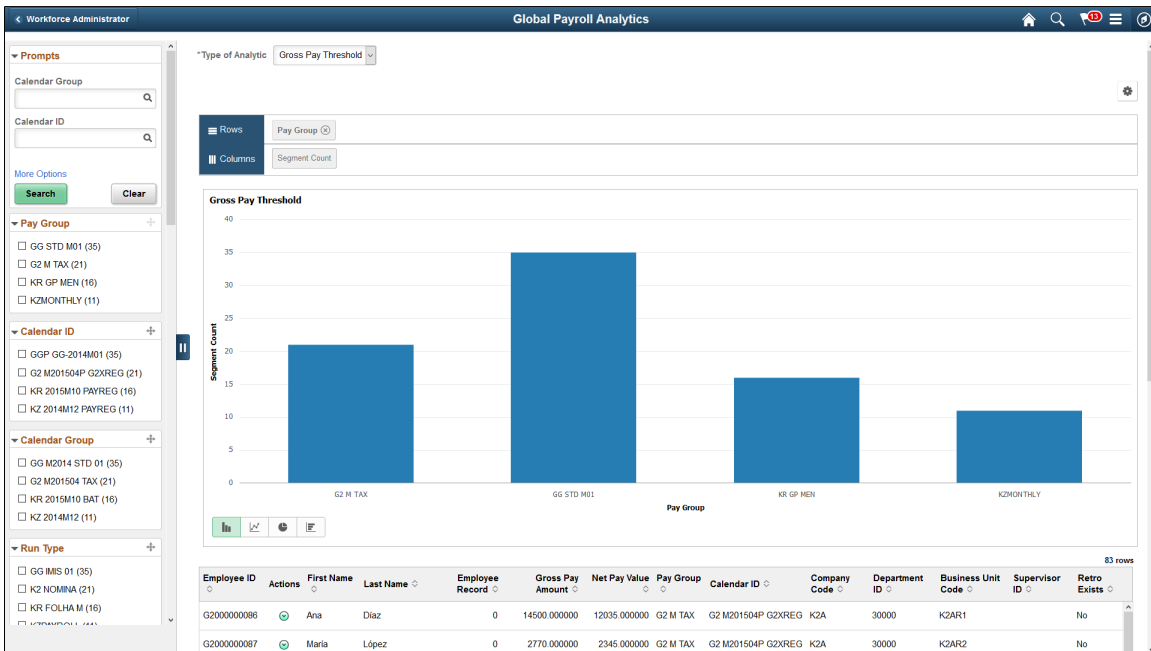 Workforce Administrator
Global Payroll Analytics
13
Prompts
Calendar Group
Calendar ID
More Options
Search
Clear
Pay Group
GG STD M01 (35)
G2 M TAX (21)
KR GP MEN (16)
KZMONTHLY (11)
Calendar ID
GGP GG-2014M01 (35)
G2 M201504P G2XREG (21)
KR 2015M10 PAYREG (16)
KZ 2014M12 PAYREG (11)
Calendar Group
GG M2014 STD 01 (35)
G2 M201504 TAX (21)
KR 2015M10 BAT (16)
KZ 2014M12 (11)
Run Type
GG IMIS 01 (35)
K2 NOMINA (21)
KR FOLHA M (16)
*Type of Analytic Gross Pay Threshold
Rows Pay Group
Columns Segment Count
Gross Pay Threshold
40
35
30
25
20
15
10
5
0
Segment Count
G2 M TAX GG STD M01 KR GP MEN KZMONTHLY
Pay Group
83 rows
Employee ID Actions First Name Last Name Employee Record Gross Pay Amount Net Pay Value Pay Group Calendar ID Company Code Department ID Business Unit Code Supervisor ID Retro Exists
G2000000086 Ana Díaz 0 14500.000000 12035.000000 G2 M TAX G2 M201504P G2XREG K2A 30000 K2AR1 No
G2000000087 María López 0 2770.000000 2345.000000 G2 M TAX G2 M201504P G2XREG K2A 30000 K2AR2 No